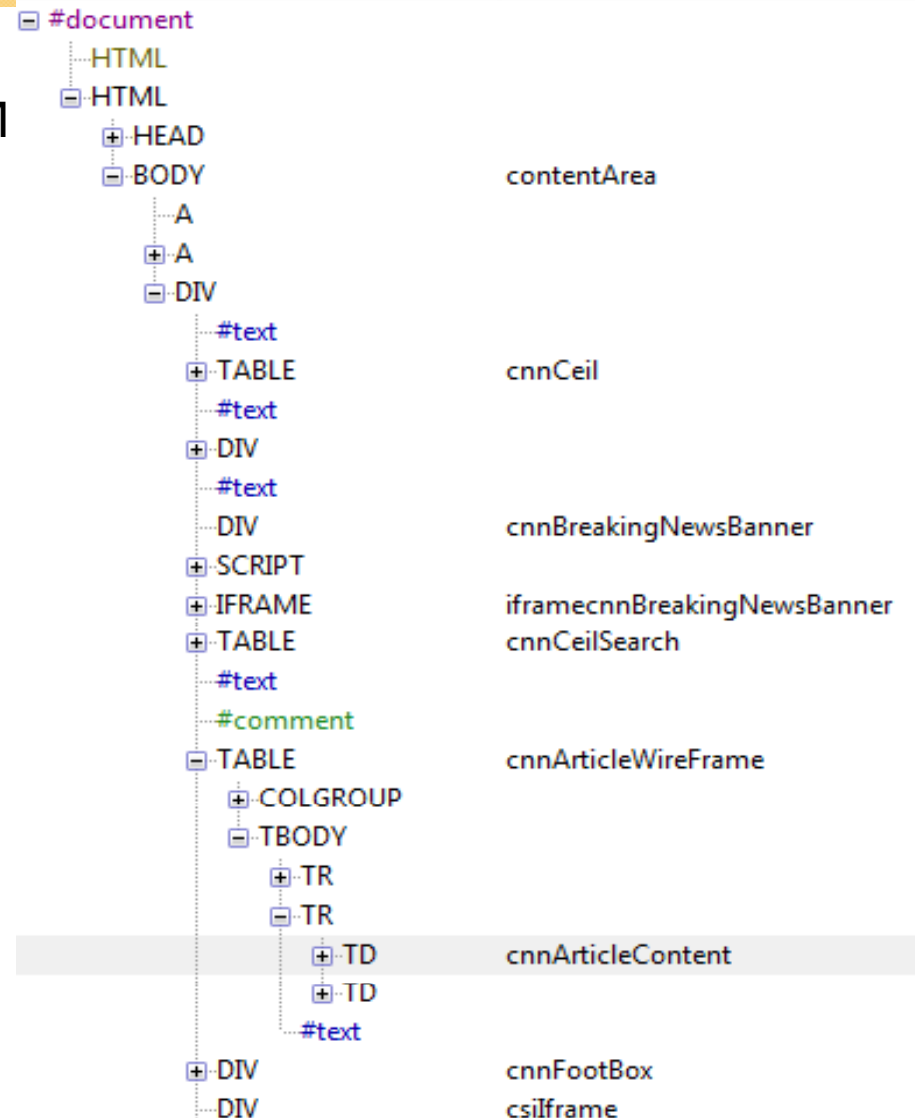 #document
HTML
HTML
HEAD
BODY contentArea
A
A
DIV
#text
TABLE cnnCeil
#text
DIV
#text
DIV cnnBreakingNewsBanner
SCRIPT
IFRAME iframecnnBreakingNewsBanner
TABLE cnnCeilSearch
#text
#comment
TABLE cnnArticleWireFrame
COLGROUP
TBODY
TR
TR
TD cnnArticleContent
TD
#text
DIV cnnFootBox
DIV csiIframe